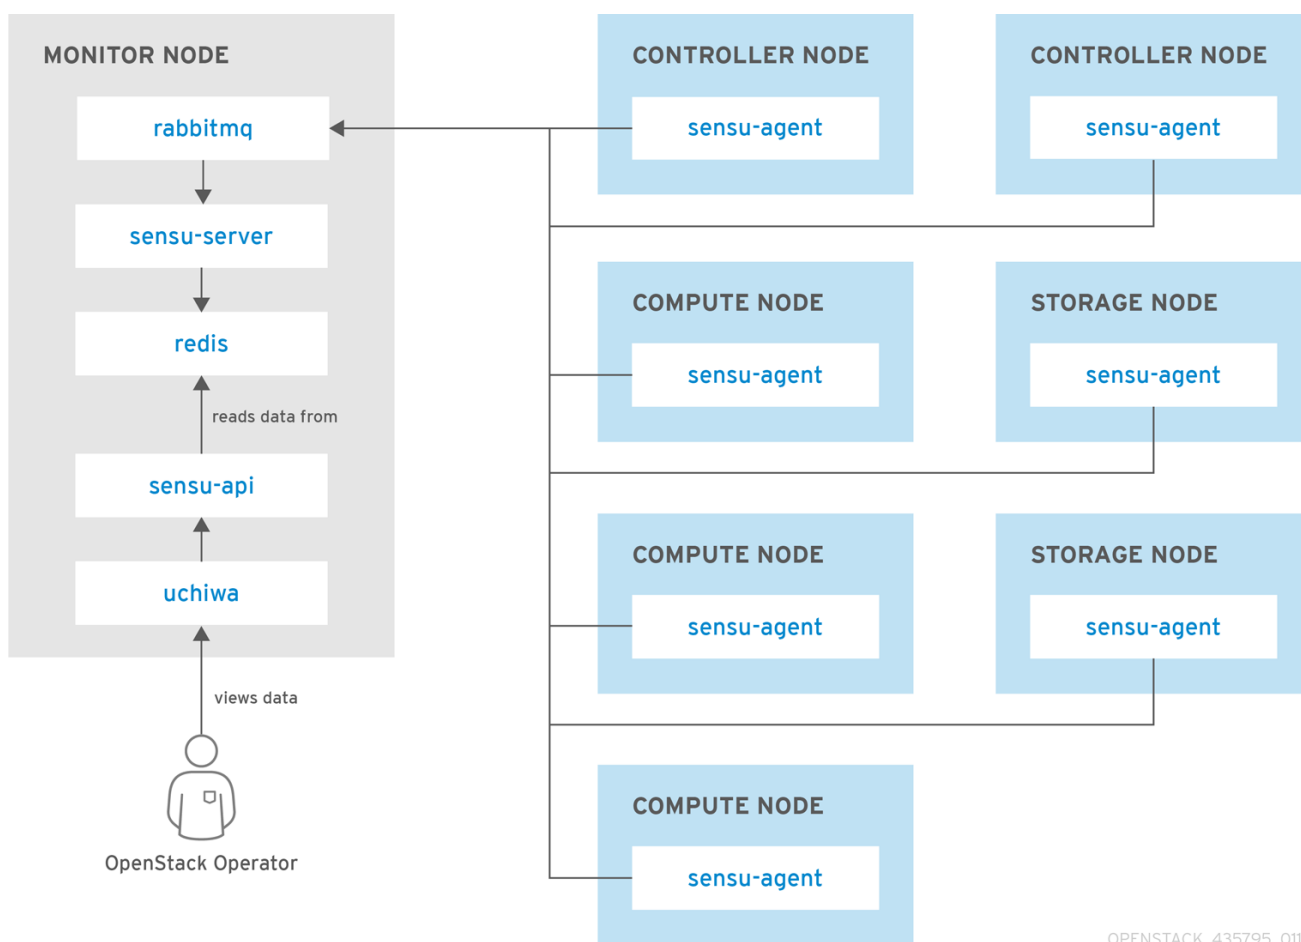 MONITOR NODE
rabbitmq
sensu-server
redis
reads data from
sensu-api
uchiwa
views data
OpenStack Operator
CONTROLLER NODE
sensu-agent
CONTROLLER NODE
sensu-agent
COMPUTE NODE
sensu-agent
STORAGE NODE
sensu-agent
COMPUTE NODE
sensu-agent
STORAGE NODE
sensu-agent
COMPUTE NODE
sensu-agent
OPENSTACK_435795_011